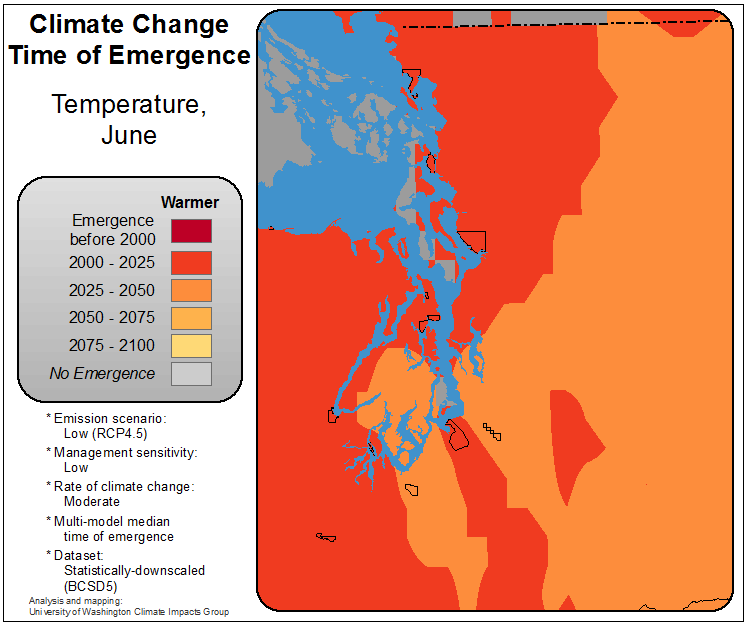 Climate Change
Time of Emergence
Temperature,
June
Warmer
Emergence
before 2000
2000 - 2025
2025 - 2050
2050 - 2075
2075 - 2100
No Emergence
* Emission scenario:
Low (RCP4.5)
* Management sensitivity:
Low
* Rate of climate change:
Moderate
* Multi-model median
time of emergence
* Dataset:
Statistically-downscaled
(BCSD5)
Analysis and mapping:
University of Washington Climate Impacts Group